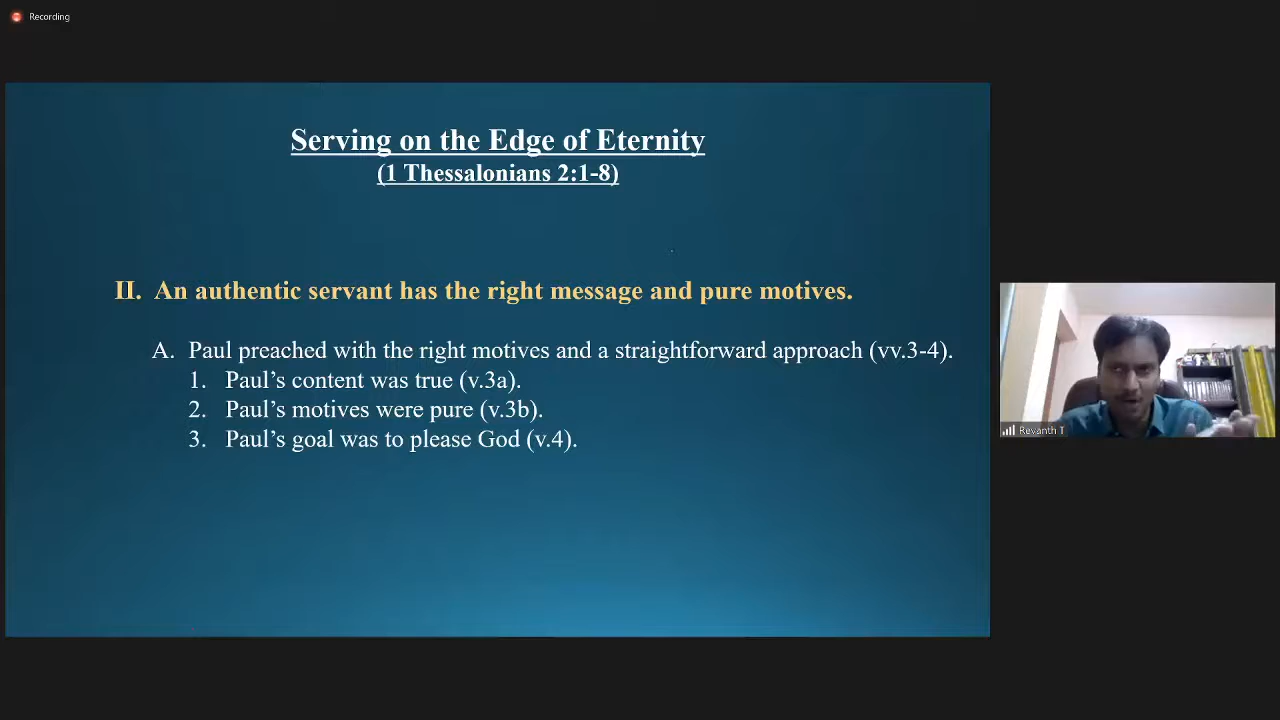 Recording
Serving on the Edge of Eternity
(1 Thessalonians 2:1-8)
II. An authentic servant has the right message and pure motives.
A. Paul preached with the right motives and a straightforward approach (vv.3-4).
1. Paul’s content was true (v.3a).
2. Paul’s motives were pure (v.3b).
3. Paul’s goal was to please God (v.4).
Revanth T